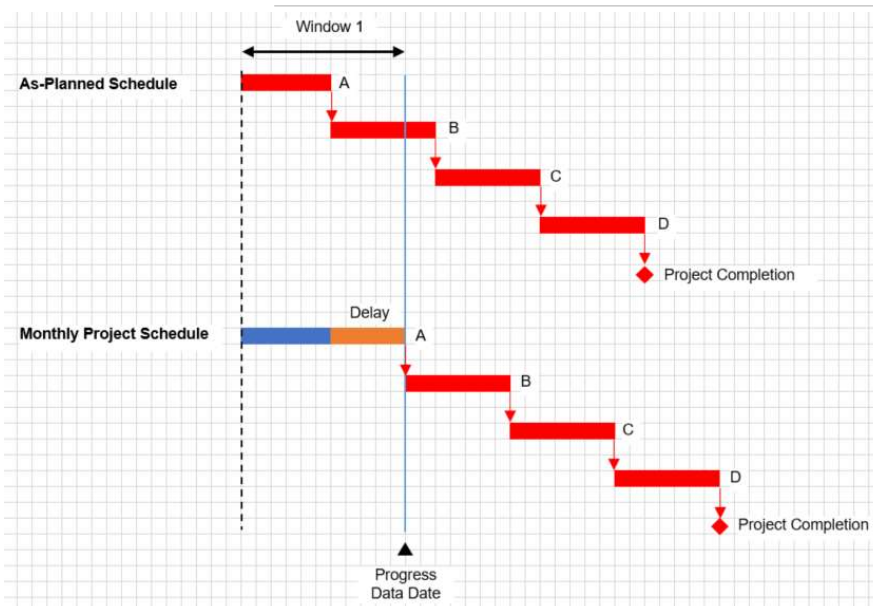 Window 1
As-Planned Schedule
A
B
C
D
Project Completion
Delay
Monthly Project Schedule
A
B
C
D
Project Completion
Progress
Data Date